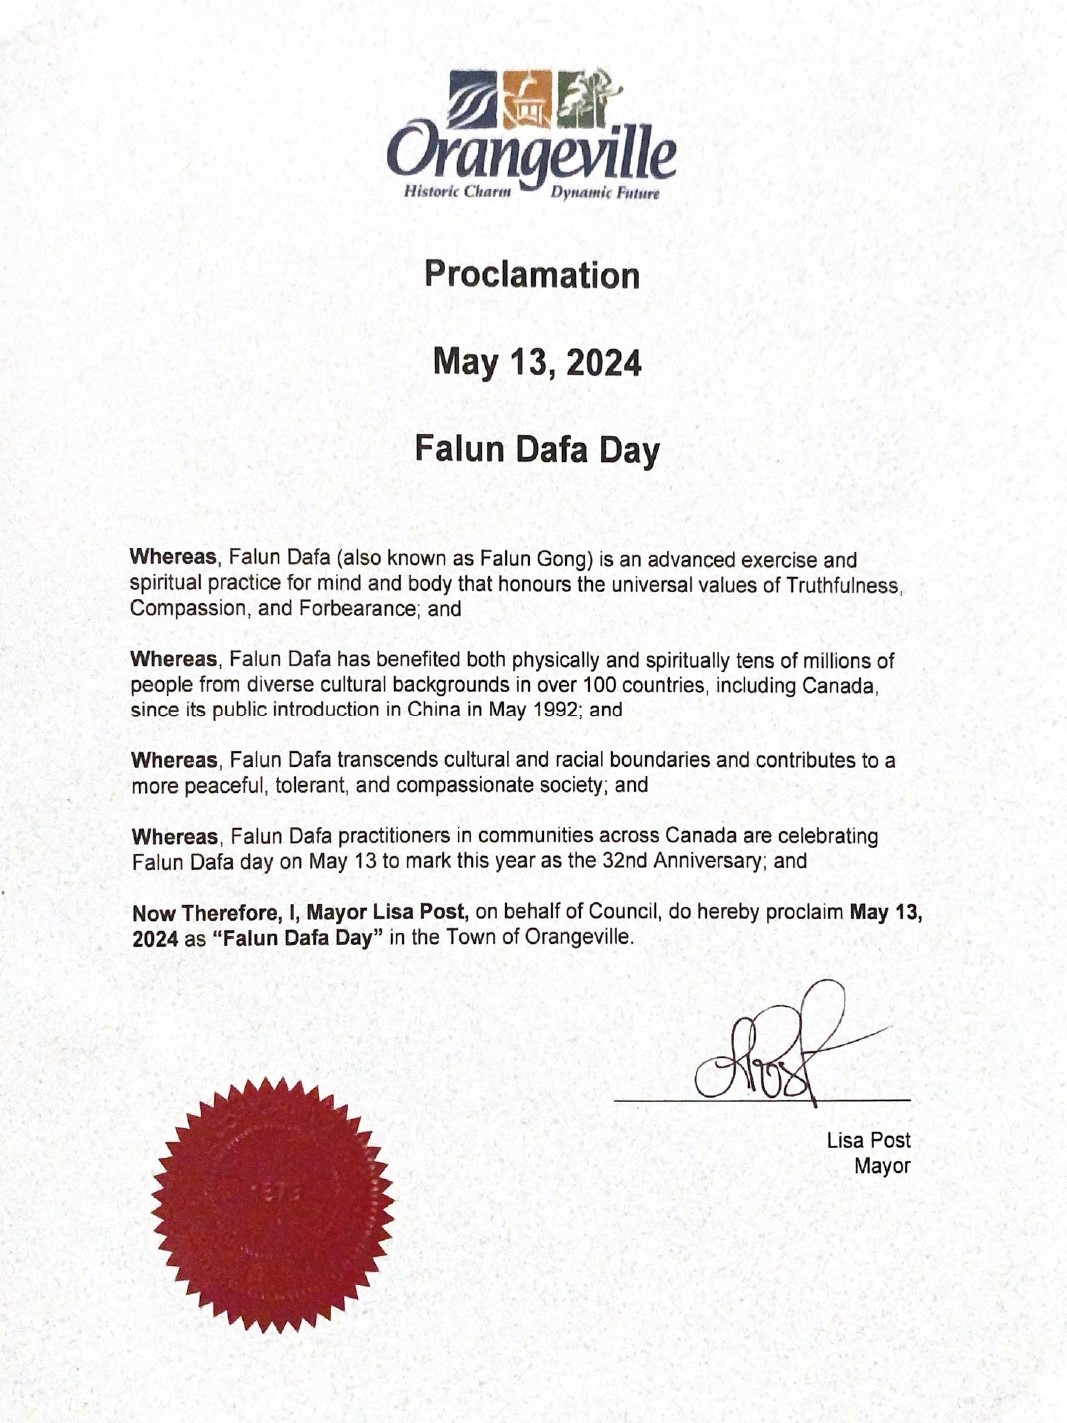 Orangeville
Historic Charm Dynamic Future
Proclamation
May 13, 2024
Falun Dafa Day
Whereas, Falun Dafa (also known as Falun Gong) is an advanced exercise and
spiritual practice for mind and body that honours the universal values of Truthfulness,
Compassion, and Forbearance; and
Whereas, Falun Dafa has benefited both physically and spiritually tens of millions of
people from diverse cultural backgrounds in over 100 countries, including Canada,
since its public introduction in China in May 1992; and
Whereas, Falun Dafa transcends cultural and racial boundaries and contributes to a
more peaceful, tolerant, and compassionate society; and
Whereas, Falun Dafa practitioners in communities across Canada are celebrating
Falun Dafa day on May 13 to mark this year as the 32nd Anniversary; and
Now Therefore, I, Mayor Lisa Post, on behalf of Council, do hereby proclaim May 13,
2024 as “Falun Dafa Day” in the Town of Orangeville.
Lisa Post
Mayor